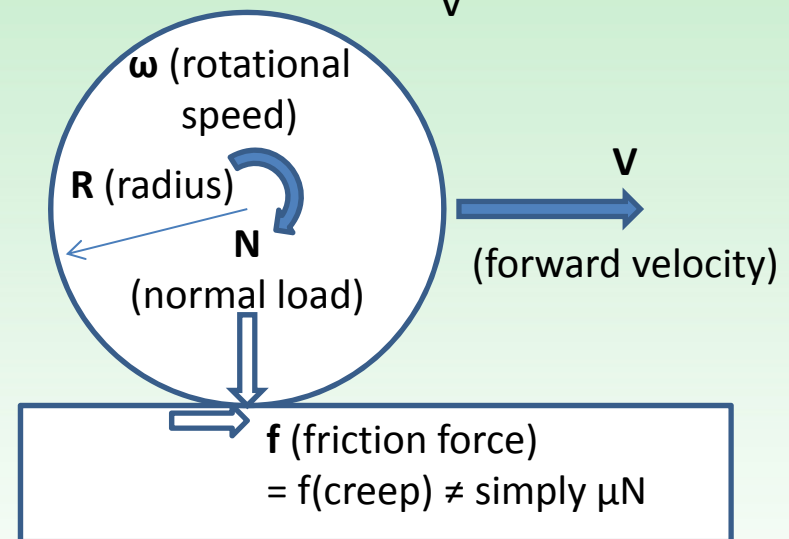 V
ω (rotational
speed)
R (radius)
V
N
(normal load)
(forward velocity)
f (friction force)
= f(creep) ≠ simply μN